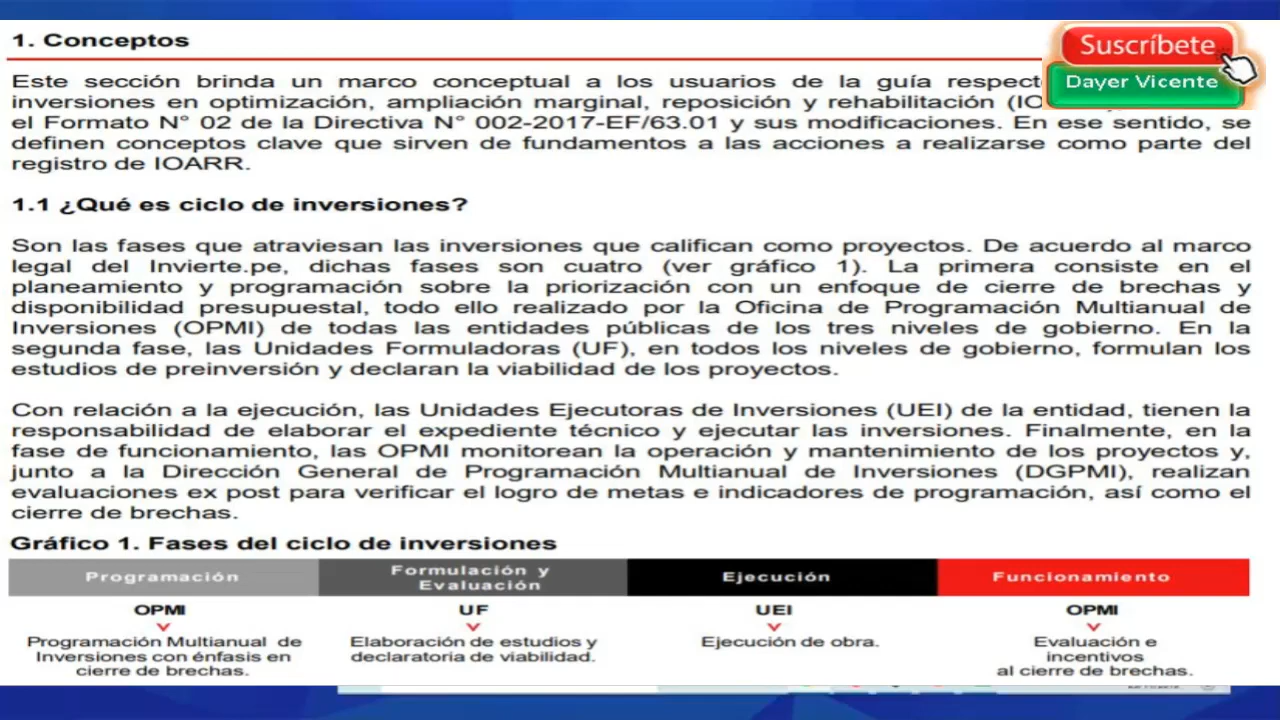 1. Conceptos
Suscríbete
Dayer Vicente
Este sección brinda un marco conceptual a los usuarios de la guía respect
inversiones en optimización, ampliación marginal, reposición y rehabilitación (IO
el Formato N° 02 de la Directiva N° 002-2017-EF/63.01 y sus modificaciones. En ese sentido, se
definen conceptos clave que sirven de fundamentos a las acciones a realizarse como parte del
registro de IOARR.
1.1 ¿Qué es ciclo de inversiones?
Son las fases que atraviesan las inversiones que califican como proyectos. De acuerdo al marco
legal del Invierte.pe, dichas fases son cuatro (ver gráfico 1). La primera consiste en el
planeamiento y programación sobre la priorización con un enfoque de cierre de brechas y
disponibilidad presupuestal, todo ello realizado por la Oficina de Programación Multianual de
Inversiones (OPMI) de todas las entidades públicas de los tres niveles de gobierno. En la
segunda fase, las Unidades Formuladoras (UF), en todos los niveles de gobierno, formulan los
estudios de preinversión y declaran la viabilidad de los proyectos.
Con relación a la ejecución, las Unidades Ejecutoras de Inversiones (UEI) de la entidad, tienen la
responsabilidad de elaborar el expediente técnico y ejecutar las inversiones. Finalmente, en la
fase de funcionamiento, las OPMI monitorean la operación y mantenimiento de los proyectos y,
junto a la Dirección General de Programación Multianual de Inversiones (DGPMI), realizan
evaluaciones ex post para verificar el logro de metas e indicadores de programación, así como el
cierre de brechas.
Gráfico 1. Fases del ciclo de inversiones
Programación
OPMI
Programación Multianual de
Inversiones con énfasis en
cierre de brechas.
Formulación y
Evaluación
UF
Elaboración de estudios y
declaratoria de viabilidad.
Ejecución
UEI
Ejecución de obra.
Funcionamiento
OPMI
Evaluación e
incentivos
al cierre de brechas.